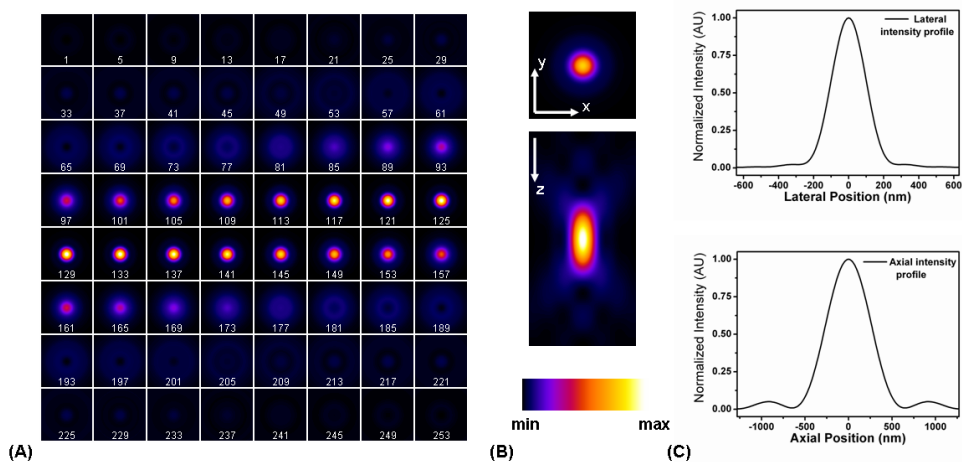 1 5 9 13 17 21 25 29
33 37 41 45 49 53 57 61
65 69 73 77 81 85 89 93
97 101 105 109 113 117 121 125
129 133 137 141 145 149 153 157
161 165 169 173 177 181 185 189
193 197 201 205 209 213 217 221
225 229 233 237 241 245 249 253
(A)
y
x
z
min max
(B)
Normalized Intensity (AU)
1.00
0.75
0.50
0.25
0.00
Lateral
intensity profile
-600 -400 -200 0 200 400 600
Lateral Position (nm)
Normalized Intensity (AU)
1.00
0.75
0.50
0.25
0.00
Axial intensity
profile
-1000 -500 0 500 1000
Axial Position (nm)
(C)